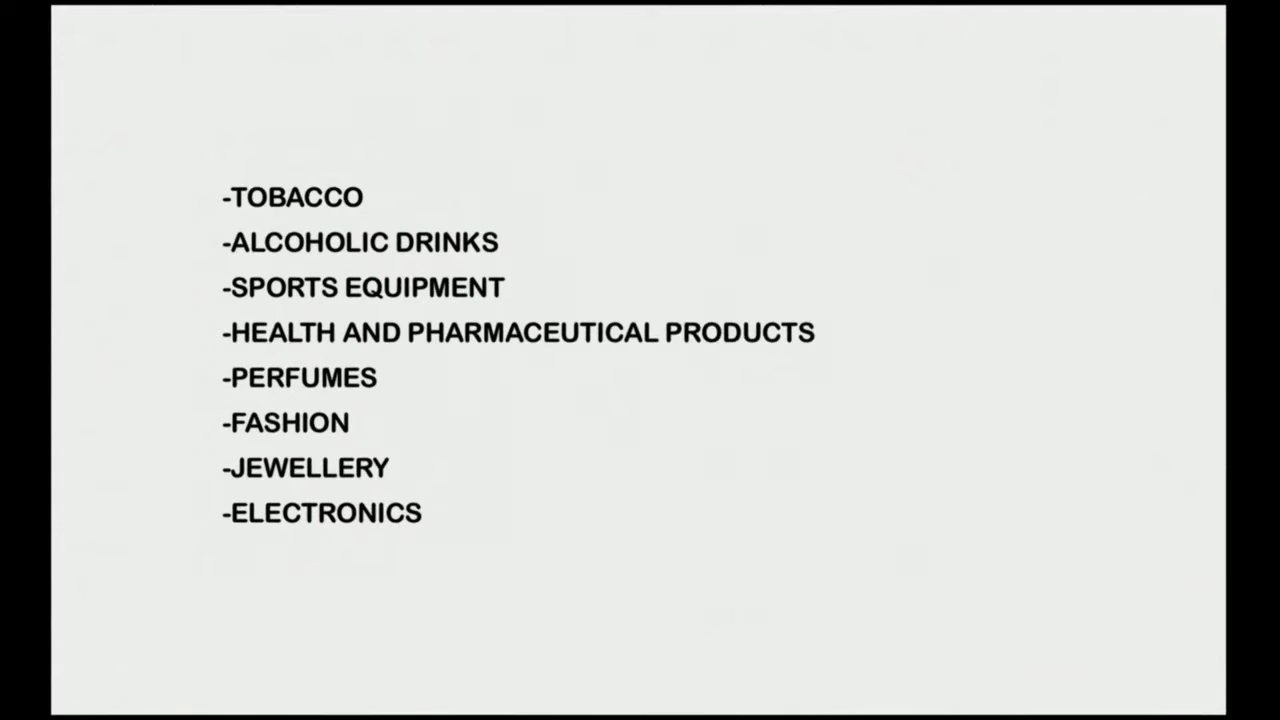 -TOBACCO
-ALCOHOLIC DRINKS
-SPORTS EQUIPMENT
-HEALTH AND PHARMACEUTICAL PRODUCTS
-PERFUMES
-FASHION
-JEWELLERY
-ELECTRONICS